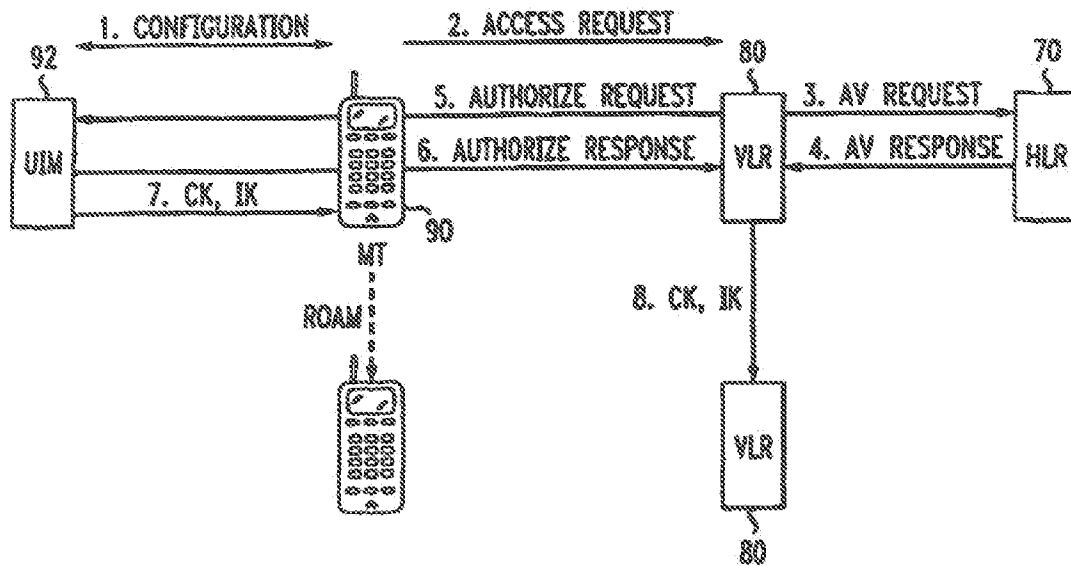 1. CONFIGURATION
2. ACCESS REQUEST
92
80
70
5. AUTHORIZE REQUEST
3. AV REQUEST
UIM
6. AUTHORIZE RESPONSE
VLR
4. AV RESPONSE
HLR
7. CK, IK
90
MT
8. CK, IK
ROAM
VLR
80